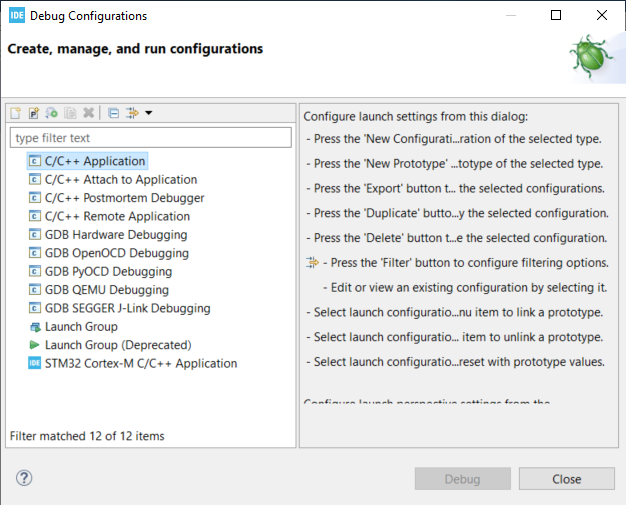 IDE Debug Configurations
Create, manage, and run configurations
type filter text
C/C++ Application
C/C++ Attach to Application
C/C++ Postmortem Debugger
C/C++ Remote Application
GDB Hardware Debugging
GDB OpenOCD Debugging
GDB PyOCD Debugging
GDB QEMU Debugging
GDB SEGGER J-Link Debugging
Launch Group
Launch Group (Deprecated)
IDE STM32 Cortex-M C/C++ Application
Filter matched 12 of 12 items
Configure launch settings from this dialog:
- Press the 'New Configurati...ration of the selected type.
- Press the 'New Prototype' ...totype of the selected type.
- Press the 'Export' button t... the selected configurations.
- Press the 'Duplicate' butto...y the selected configuration.
- Press the 'Delete' button t...e the selected configuration.
- Press the 'Filter' button to configure filtering options.
- Edit or view an existing configuration by selecting it.
- Select launch configuratio...nu item to link a prototype.
- Select launch configuratio... item to unlink a prototype.
- Select launch configuratio...reset with prototype values.
Configure launch perspective settings from the
Debug
Close